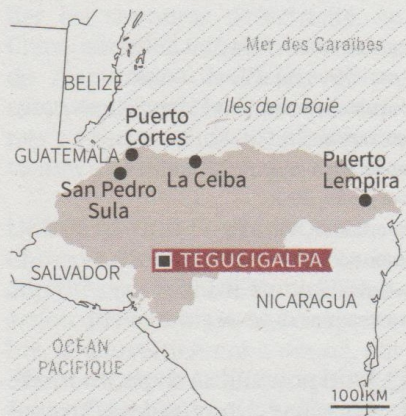 Mer des Caraïbes
BELIZE
Iles de la Baie
Puerto
Cortes
GUATEMALA
La Ceiba
Puerto
Lempira
San Pedro
Sula
TEGUCIGALPA
SALVADOR
NICARAGUA
OCÉAN
PACIFIQUE
100 KM